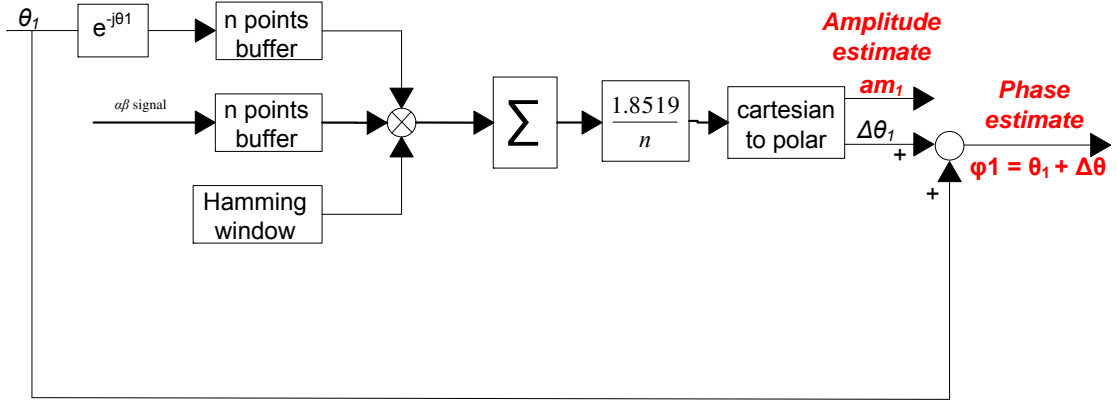 θ1
e-jθ1
n points
buffer
αβ signal
n points
buffer
Hamming
window
∑
1.8519
n
cartesian
to polar
Amplitude
estimate
am1
Δθ1
+
+
Phase
estimate
φ1 = θ1 + Δθ